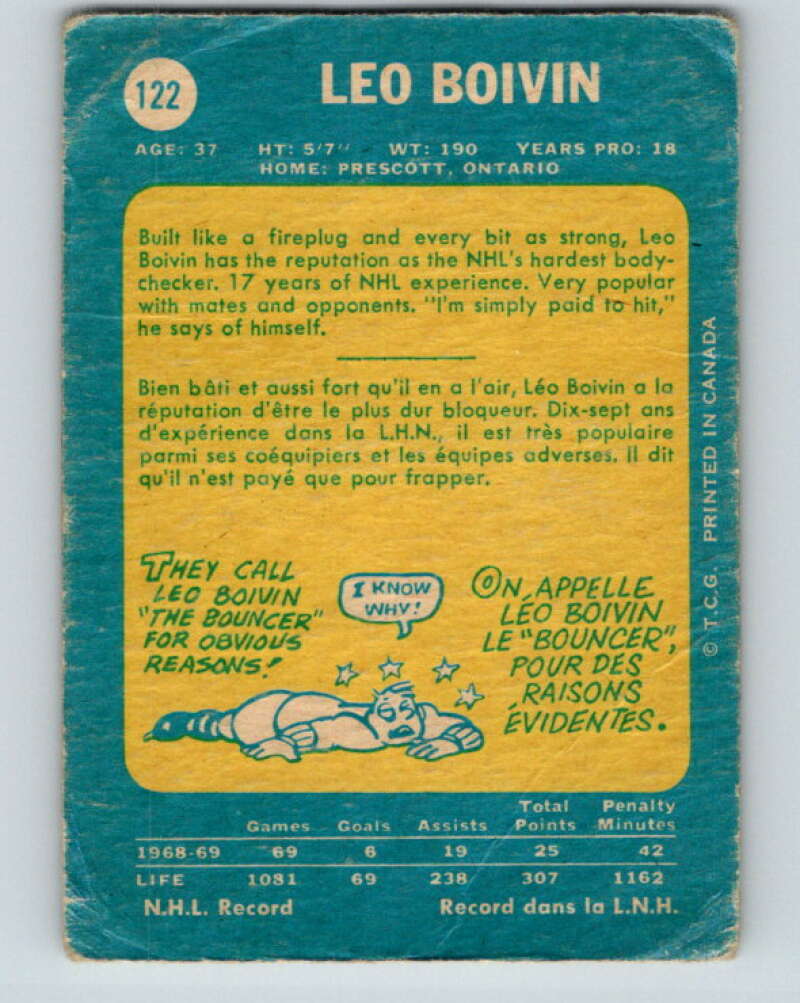 122
LEO BOIVIN
AGE: 37 HT: 5'7" WT: 190 YEARS PRO: 18
HOME: PRESCOTT, ONTARIO
Built like a fireplug and every bit as strong, Leo
Boivin has the reputation as the NHL's hardest body-
checker. 17 years of NHL experience. Very popular
with mates and opponents. "I'm simply paid to hit,"
he says of himself.
Bien bâti et aussi fort qu'il en a l'air, Léo Boivin a la
réputation d'être le plus dur bloqueur. Dix-sept ans
d'expérience dans la L.H.N., il est très populaire
parmi ses coéquipiers et les équipes adverses. Il dit
qu'il n'est payé que pour frapper.
THEY CALL
LEO BOIVIN
"THE BOUNCER"
FOR OBVIOUS
REASONS!
I KNOW
WHY!
ON APPELLE
LÉO BOIVIN
LE "BOUNCER",
POUR DES
RAISONS
ÉVIDENTES.
Games Goals Assists Total Points Penalty Minutes
1968-69 69 6 19 25 42
LIFE 1081 69 238 307 1162
N.H.L. Record Record dans la L.N.H.
© T.C.G. PRINTED IN CANADA